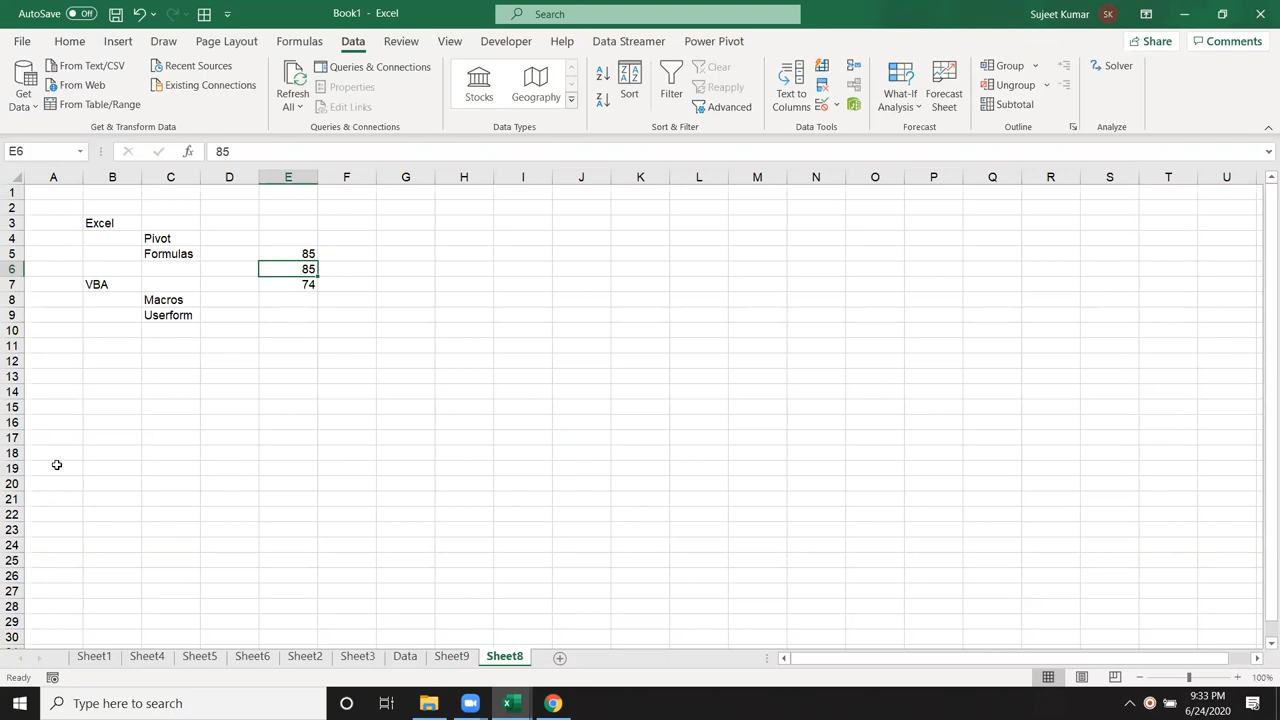 AutoSave Off Book1 - Excel Search Sujeet Kumar SK
File Home Insert Draw Page Layout Formulas Data Review View Developer Help Data Streamer Power Pivot Share Comments
Get Data From Text/CSV From Web From Table/Range Recent Sources Existing Connections
Refresh All Queries & Connections Properties Edit Links
Stocks Geography
Sort Filter Clear Reapply Advanced
Text to Columns
What-If Analysis Forecast Sheet
Group Ungroup Subtotal
Solver
Get & Transform Data Queries & Connections Data Types Sort & Filter Data Tools Forecast Outline Analyze
E6 fx 85
A B C D E F G H I J K L M N O P Q R S T U
1
2
3 Excel
4 Pivot
5 Formulas 85
6 85
7 VBA 74
8 Macros
9 Userform
10
11
12
13
14
15
16
17
18
19
20
21
22
23
24
25
26
27
28
29
30
Sheet1 Sheet4 Sheet5 Sheet6 Sheet2 Sheet3 Data Sheet9 Sheet8
Ready 100%
Type here to search 9:33 PM
6/24/2020